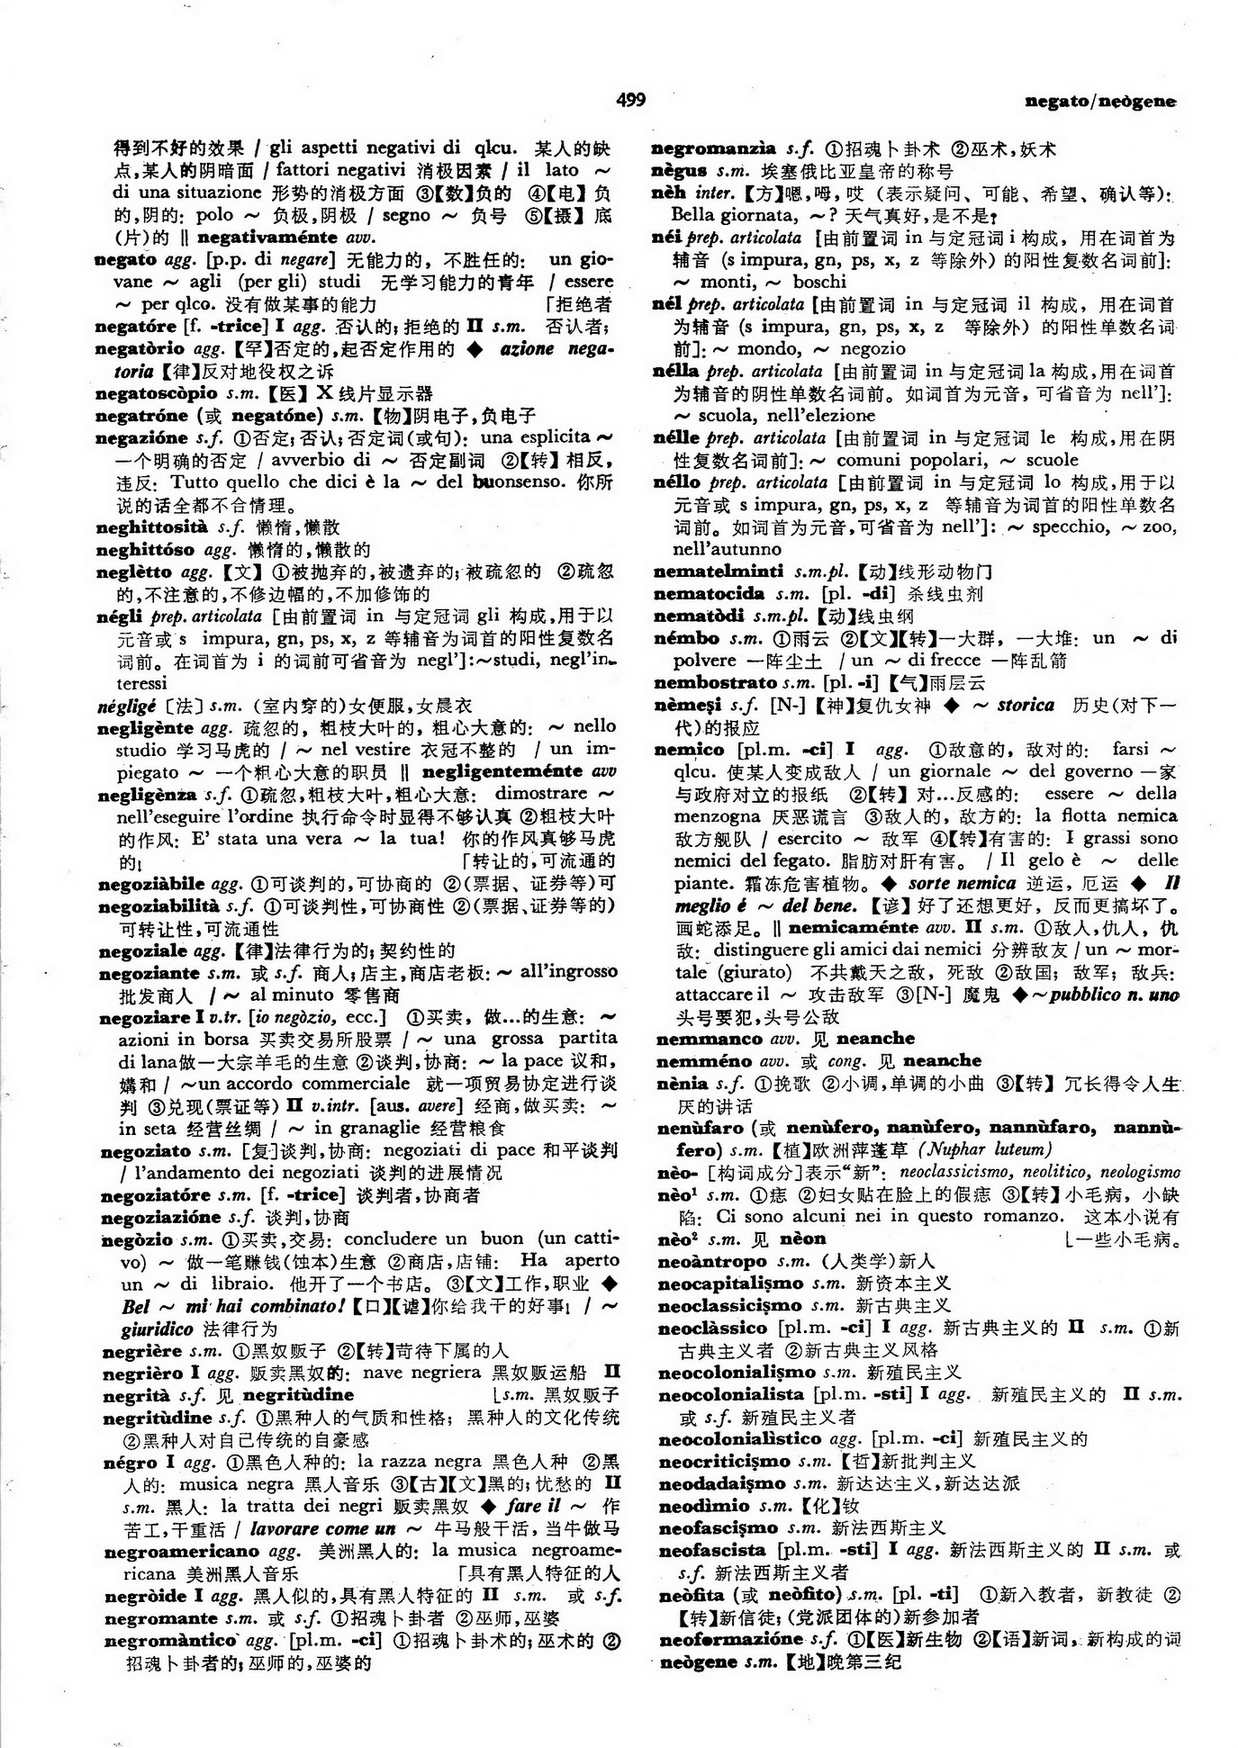 499
negato/neògene
得到不好的效果 / gli aspetti negativi di qlcu. 某人的缺
点,某人的阴暗面 / fattori negativi 消极因素 / il lato ~
di una situazione 形势的消极方面 ③【数】负的 ④【电】负
的,阴的: polo ~ 负极,阴极 / segno ~ 负号 ⑤【摄】底
(片)的 ‖ negativaménte avv.
negato agg. [p.p. di negare] 无能力的, 不胜任的: un gio-
vane ~ agli (per gli) studi 无学习能力的青年 / essere
~ per qlco. 没有做某事的能力 「拒绝者
negatóre [f. -trice] I agg. 否认的; 拒绝的 II s.m. 否认者;
negatòrio agg. 【罕】否定的,起否定作用的 ◆ azione nega-
toria 【律】反对地役权之诉
negatoscòpio s.m. 【医】X 线片显示器
negatróne (或 negatóne) s.m. 【物】阴电子,负电子
negazióne s.f. ①否定; 否认; 否定词(或句): una esplicita ~
一个明确的否定 / avverbio di ~ 否定副词 ②【转】相反,
违反: Tutto quello che dici è la ~ del buonsenso. 你所
说的话全都不合情理。
neghittosità s.f. 懒惰,懒散
neghittóso agg. 懒惰的,懒散的
neglètto agg. 【文】①被抛弃的,被遗弃的; 被疏忽的 ②疏忽
的,不注意的,不修边幅的,不加修饰的
négli prep. articolata [由前置词 in 与定冠词 gli 构成,用于以
元音或 s impura, gn, ps, x, z 等辅音为词首的阳性复数名
词前。在词首为 i 的词前可省音为 negl']:~studi, negl'in-
teressi
négligé 〔法〕s.m. (室内穿的)女便服,女晨衣
negligènte agg. 疏忽的, 粗枝大叶的, 粗心大意的: ~ nello
studio 学习马虎的 / ~ nel vestire 衣冠不整的 / un im-
piegato ~ 一个粗心大意的职员 ‖ negligenteménte avv
negligènza s.f. ①疏忽,粗枝大叶,粗心大意: dimostrare ~
nell'eseguire l'ordine 执行命令时显得不够认真 ②粗枝大叶
的作风: E' stata una vera ~ la tua! 你的作风真够马虎
的! 「转让的,可流通的
negoziàbile agg. ①可谈判的,可协商的 ②(票据、证券等)可
negoziabilità s.f. ①可谈判性,可协商性 ②(票据、证券等的)
可转让性,可流通性
negoziale agg. 【律】法律行为的; 契约性的
negoziante s.m. 或 s.f. 商人; 店主,商店老板: ~ all'ingrosso
批发商人 / ~ al minuto 零售商
negoziare I v.tr. [io negòzio, ecc.] ①买卖, 做…的生意: ~
azioni in borsa 买卖交易所股票 / ~ una grossa partita
di lana做一大宗羊毛的生意 ②谈判,协商: ~ la pace 议和,
媾和 / ~un accordo commerciale 就一项贸易协定进行谈
判 ③兑现(票证等) II v.intr. [aus. avere] 经商,做买卖: ~
in seta 经营丝绸 / ~ in granaglie 经营粮食
negoziato s.m. [复]谈判,协商: negoziati di pace 和平谈判
/ l'andamento dei negoziati 谈判的进展情况
negoziatóre s.m. [f. -trice] 谈判者,协商者
negoziazióne s.f. 谈判,协商
negòzio s.m. ①买卖,交易: concludere un buon (un catti-
vo) ~ 做一笔赚钱(蚀本)生意 ②商店,店铺: Ha aperto
un ~ di libraio. 他开了一个书店。③【文】工作,职业 ◆
Bel ~ mi hai combinato! 【口】【谑】你给我干的好事! / ~
giuridico 法律行为
negrière s.m. ①黑奴贩子 ②【转】苛待下属的人
negrièro I agg. 贩卖黑奴的: nave negriera 黑奴贩运船 II
negrità s.f. 见 negritùdine ⌊s.m. 黑奴贩子
negritùdine s.f. ①黑种人的气质和性格; 黑种人的文化传统
②黑种人对自己传统的自豪感
négro I agg. ①黑色人种的: la razza negra 黑色人种 ②黑
人的: musica negra 黑人音乐 ③【古】【文】黑的; 忧愁的 II
s.m. 黑人: la tratta dei negri 贩卖黑奴 ◆ fare il ~ 作
苦工,干重活 / lavorare come un ~ 牛马般干活, 当牛做马
negroamericano agg. 美洲黑人的: la musica negroame-
ricana 美洲黑人音乐 「具有黑人特征的人
negròide I agg. 黑人似的,具有黑人特征的 II s.m. 或 s.f.
negromante s.m. 或 s.f. ①招魂卜卦者 ②巫师,巫婆
negromàntico agg. [pl.m. -ci] ①招魂卜卦术的; 巫术的 ②
招魂卜卦者的; 巫师的,巫婆的
negromanzìa s.f. ①招魂卜卦术 ②巫术,妖术
nègus s.m. 埃塞俄比亚皇帝的称号
nèh inter. 【方】嗯,呣,哎 (表示疑问、可能、希望、确认等):
Bella giornata, ~? 天气真好,是不是?
néi prep. articolata [由前置词 in 与定冠词 i 构成, 用在词首为
辅音 (s impura, gn, ps, x, z 等除外) 的阳性复数名词前]:
~ monti, ~ boschi
nél prep. articolata [由前置词 in 与定冠词 il 构成, 用在词首
为辅音 (s impura, gn, ps, x, z 等除外) 的阳性单数名词
前]: ~ mondo, ~ negozio
nélla prep. articolata [由前置词 in 与定冠词 la 构成,用在词首
为辅音的阴性单数名词前。如词首为元音,可省音为 nell']:
~ scuola, nell'elezione
nélle prep. articolata [由前置词 in 与定冠词 le 构成,用在阴
性复数名词前]: ~ comuni popolari, ~ scuole
néllo prep. articolata [由前置词 in 与定冠词 lo 构成,用于以
元音或 s impura, gn, ps, x, z 等辅音为词首的阳性单数名
词前。如词首为元音,可省音为 nell']: ~ specchio, ~ zoo,
nell'autunno
nematelminti s.m.pl. 【动】线形动物门
nematocida s.m. [pl. -di] 杀线虫剂
nematòdi s.m.pl. 【动】线虫纲
némbo s.m. ①雨云 ②【文】【转】一大群, 一大堆: un ~ di
polvere 一阵尘土 / un ~ di frecce 一阵乱箭
nembostrato s.m. [pl. -i] 【气】雨层云
nèmeşi s.f. [N-] 【神】复仇女神 ◆ ~ storica 历史(对下一
代)的报应
nemico [pl.m. -ci] I agg. ①敌意的, 敌对的: farsi ~
qlcu. 使某人变成敌人 / un giornale ~ del governo 一家
与政府对立的报纸 ②【转】对…反感的: essere ~ della
menzogna 厌恶谎言 ③敌人的, 敌方的: la flotta nemica
敌方舰队 / esercito ~ 敌军 ④【转】有害的: I grassi sono
nemici del fegato. 脂肪对肝有害。 / Il gelo è ~ delle
piante. 霜冻危害植物。◆ sorte nemica 逆运, 厄运 ◆ Il
meglio é ~ del bene. 【谚】好了还想更好, 反而更搞坏了。
画蛇添足。‖ nemicaménte avv. II s.m. ①敌人,仇人, 仇
敌: distinguere gli amici dai nemici 分辨敌友 / un ~ mor-
tale (giurato) 不共戴天之敌, 死敌 ②敌国; 敌军; 敌兵:
attaccare il ~ 攻击敌军 ③[N-] 魔鬼 ◆~pubblico n. uno
头号要犯,头号公敌
nemmanco avv. 见 neanche
nemméno avv. 或 cong. 见 neanche
nènia s.f. ①挽歌 ②小调,单调的小曲 ③【转】冗长得令人生
厌的讲话
nenùfaro (或 nenùfero, nanùfero, nannùfaro, nannù-
fero) s.m. 【植】欧洲萍蓬草 (Nuphar luteum)
nèo- [构词成分]表示“新”: neoclassicismo, neolitico, neologismo
nèo¹ s.m. ①痣 ②妇女贴在脸上的假痣 ③【转】小毛病, 小缺
陷: Ci sono alcuni nei in questo romanzo. 这本小说有
nèo² s.m. 见 nèon ⌊一些小毛病。
neoàntropo s.m. (人类学)新人
neocapitalişmo s.m. 新资本主义
neoclassicişmo s.m. 新古典主义
neoclàssico [pl.m. -ci] I agg. 新古典主义的 II s.m. ①新
古典主义者 ②新古典主义风格
neocolonialişmo s.m. 新殖民主义
neocolonialista [pl.m. -sti] I agg. 新殖民主义的 II s.m.
或 s.f. 新殖民主义者
neocolonialìstico agg. [pl.m. -ci] 新殖民主义的
neocriticişmo s.m. 【哲】新批判主义
neodadaişmo s.m. 新达达主义,新达达派
neodìmio s.m. 【化】钕
neofascişmo s.m. 新法西斯主义
neofascista [pl.m. -sti] I agg. 新法西斯主义的 II s.m. 或
s.f. 新法西斯主义者
neòfita (或 neòfito) s.m. [pl. -ti] ①新入教者, 新教徒 ②
【转】新信徒; (党派团体的)新参加者
neoformazióne s.f. ①【医】新生物 ②【语】新词, 新构成的词
neògene s.m. 【地】晚第三纪